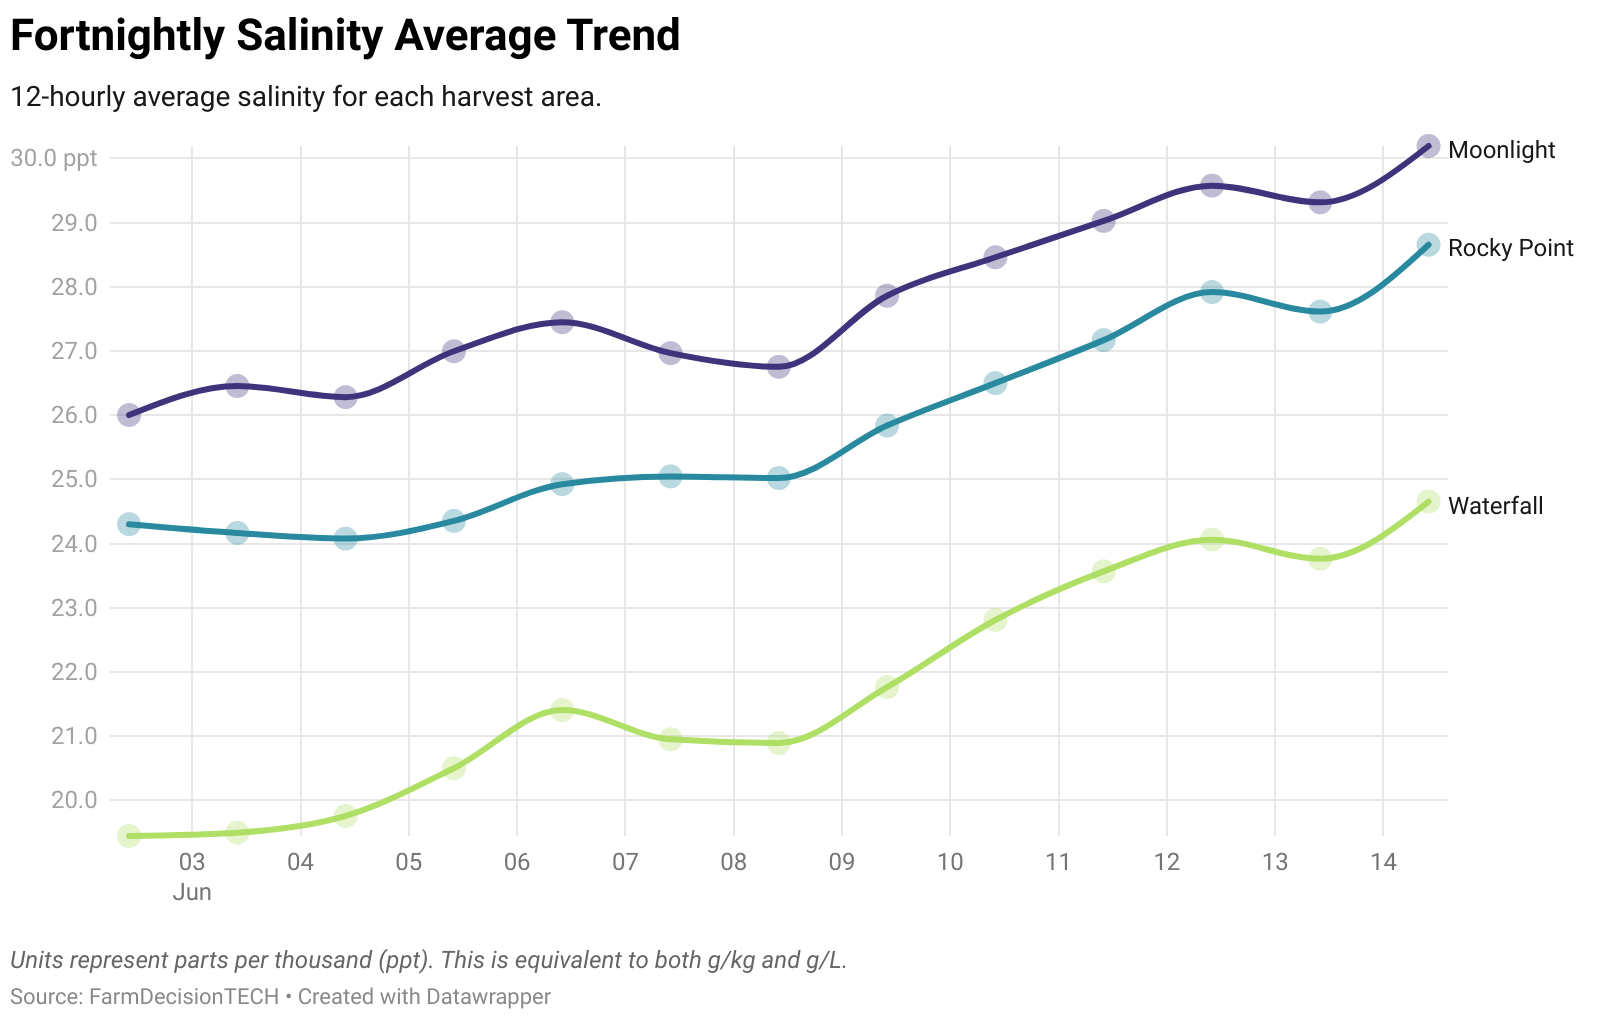 Fortnightly Salinity Average Trend
12-hourly average salinity for each harvest area.
30.0 ppt
29.0
28.0
27.0
26.0
25.0
24.0
23.0
22.0
21.0
20.0
Moonlight
Rocky Point
Waterfall
03 04 05 06 07 08 09 10 11 12 13 14
Jun
Units represent parts per thousand (ppt). This is equivalent to both g/kg and g/L.
Source: FarmDecisionTECH • Created with Datawrapper